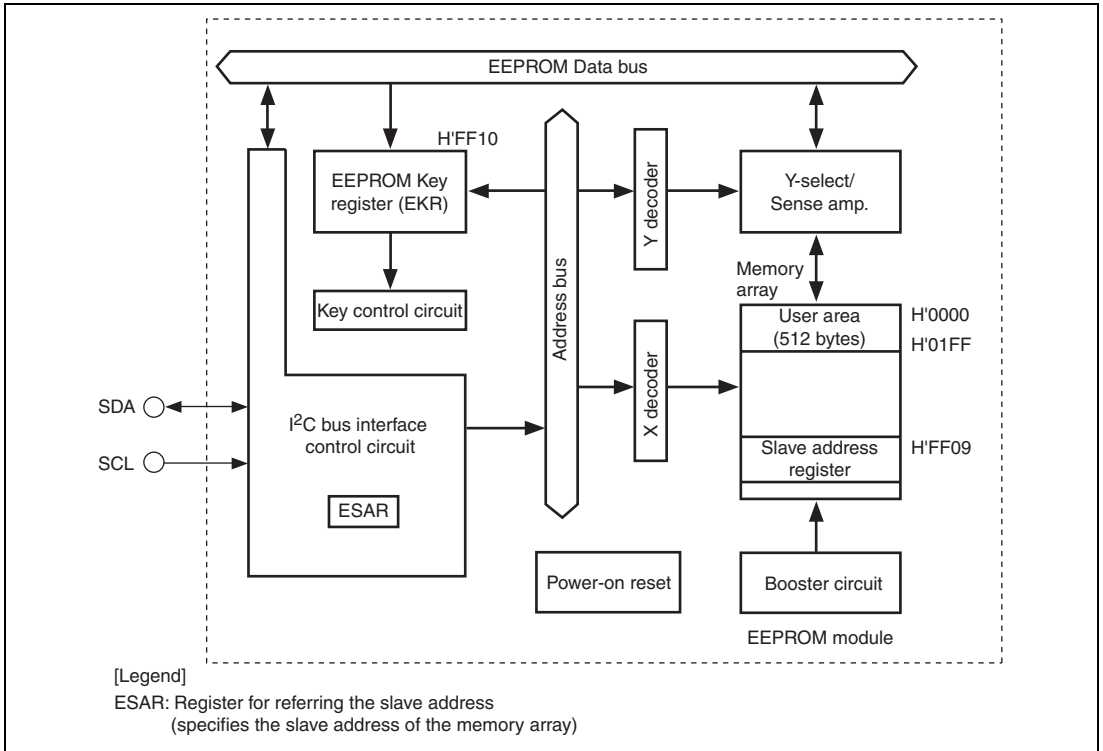 EEPROM Data bus
H'FF10
EEPROM Key
register (EKR)
Y decoder
Y-select/
Sense amp.
Key control circuit
Address bus
Memory
array
User area
(512 bytes)
H'0000
H'01FF
X decoder
SDA
SCL
I2C bus interface
control circuit
Slave address
register
H'FF09
ESAR
Power-on reset
Booster circuit
EEPROM module
[Legend]
ESAR: Register for referring the slave address
(specifies the slave address of the memory array)